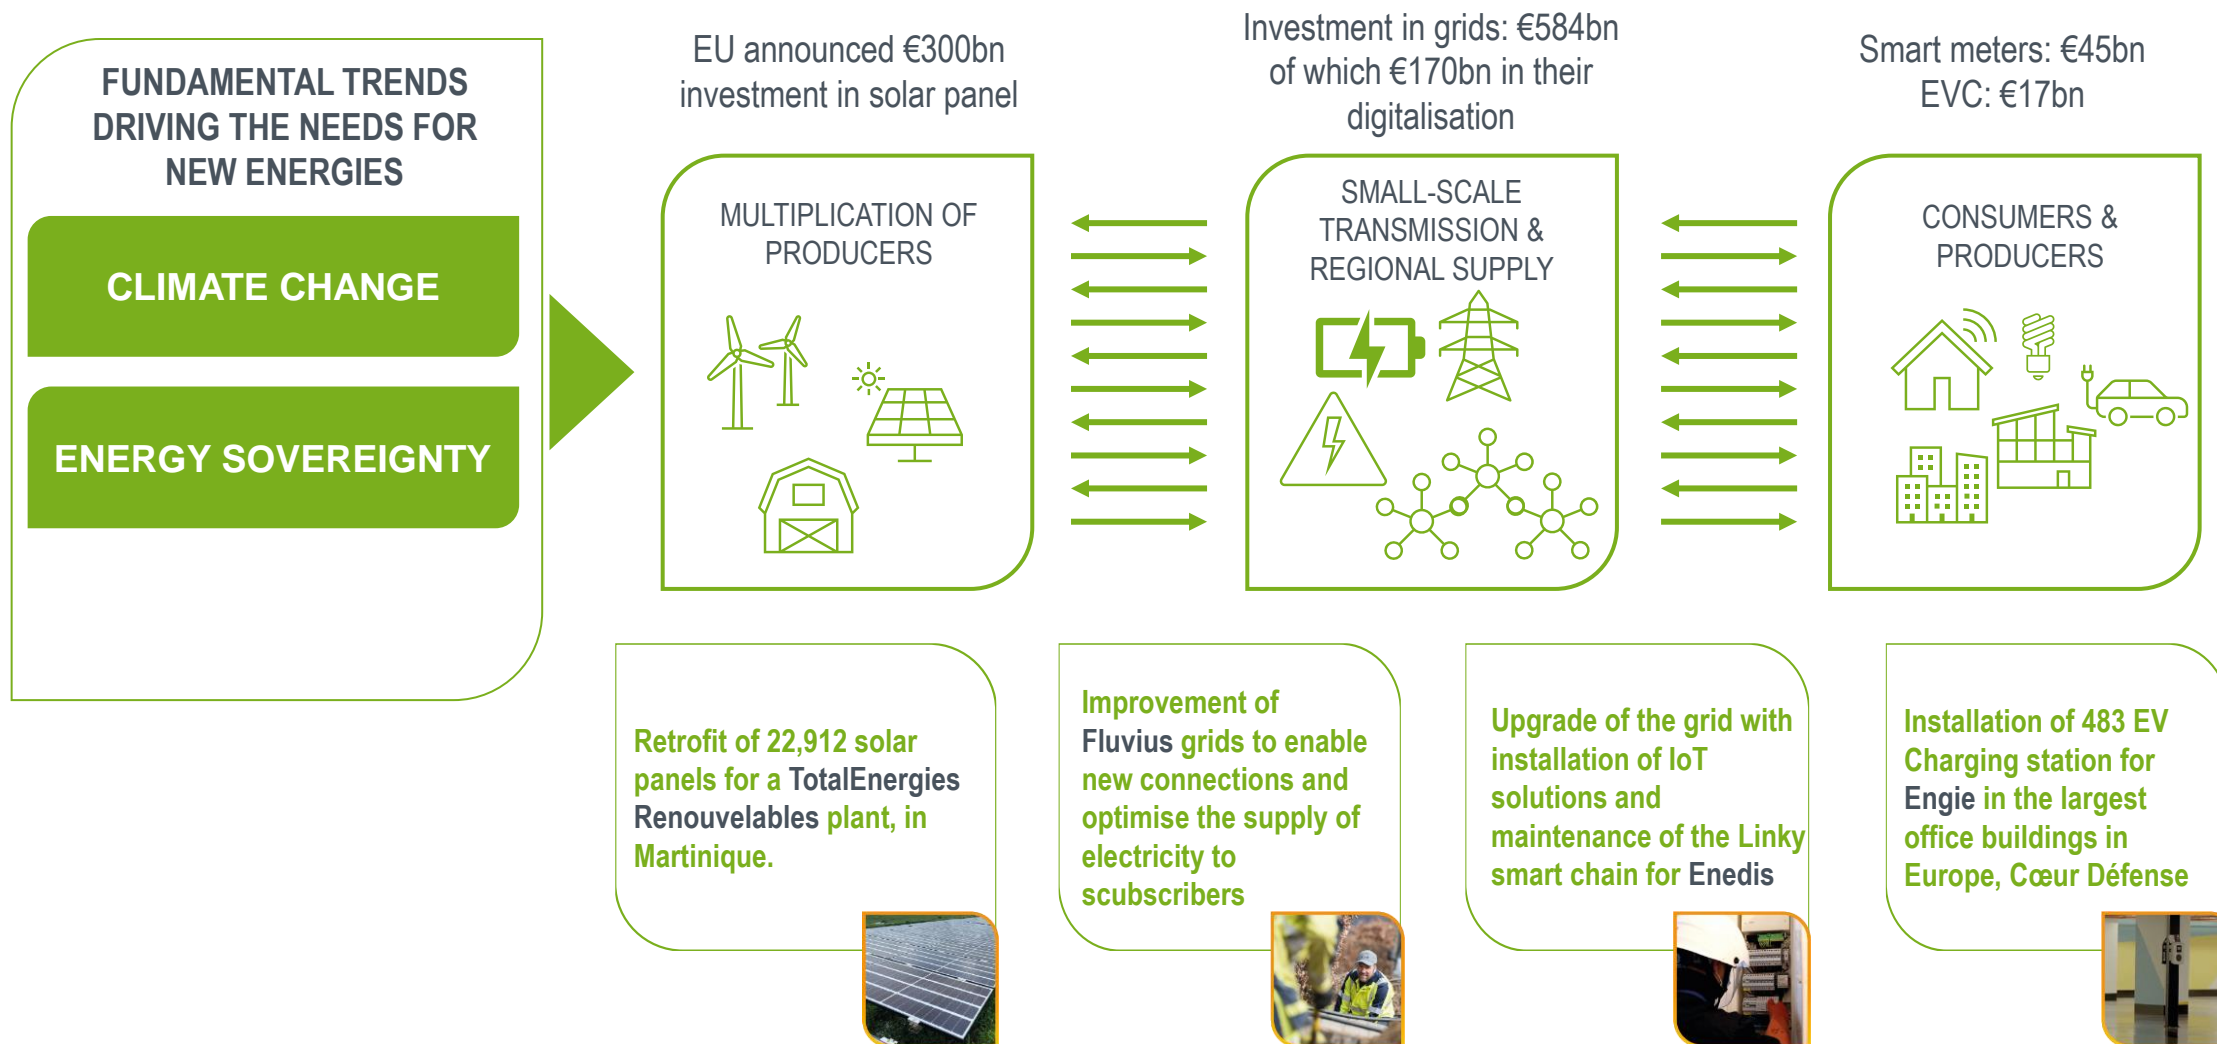 FUNDAMENTAL TRENDS
DRIVING THE NEEDS FOR
NEW ENERGIES
CLIMATE CHANGE
ENERGY SOVEREIGNTY
EU announced €300bn
investment in solar panel
MULTIPLICATION OF
PRODUCERS
Investment in grids: €584bn
of which €170bn in their
digitalisation
SMALL-SCALE
TRANSMISSION &
REGIONAL SUPPLY
Smart meters: €45bn
EVC: €17bn
CONSUMERS &
PRODUCERS
Retrofit of 22,912 solar
panels for a TotalEnergies
Renouvelables plant, in
Martinique.
Improvement of
Fluvius grids to enable
new connections and
optimise the supply of
electricity to
scubscribers
Upgrade of the grid with
installation of IoT
solutions and
maintenance of the Linky
smart chain for Enedis
Installation of 483 EV
Charging station for
Engie in the largest
office buildings in
Europe, Cœur Défense